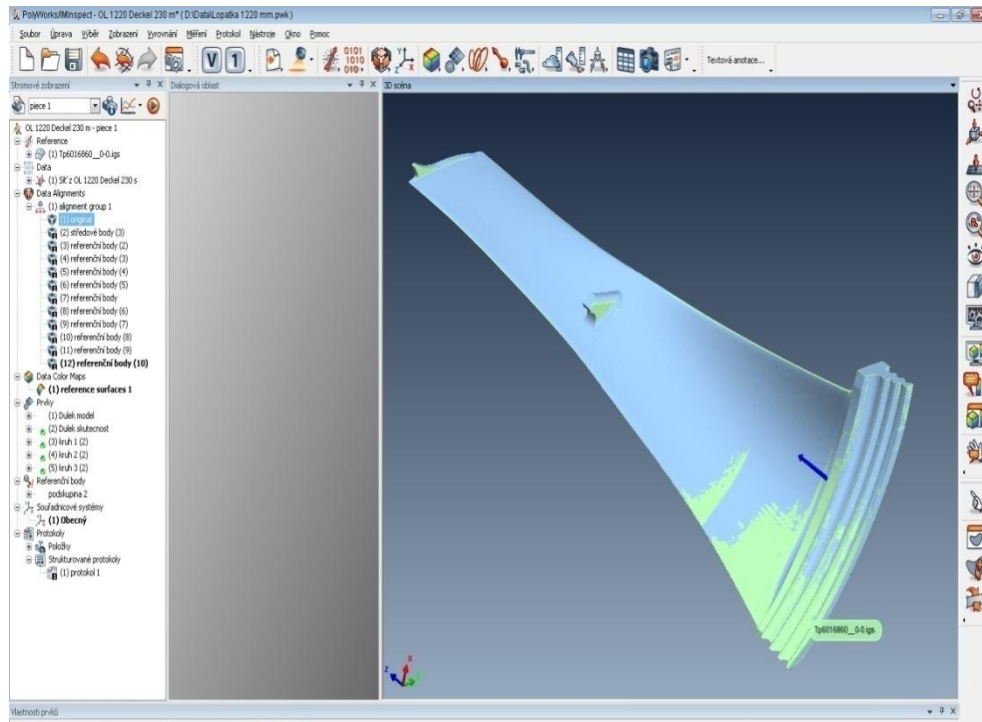 PolyWorks/IMInspect - OL 1220 Deckel 230 m* ( D:\Data\Lopatka 1220 mm.pwk )
Soubor Úprava Výběr Zobrazení Vyrovnání Měření Protokol Nástroje Okno Pomoc
V 1 0101 1010 010 Textová anotace...
Stromové zobrazení
Dialogová oblast
3D scéna
piece 1
OL 1220 Deckel 230 m - piece 1
Reference
(1) Tp6016860__0-0.igs
Data
(1) Síť z OL 1220 Deckel 230 s
Data Alignments
(1) alignment group 1
(1) original
(2) středové body (3)
(3) referenční body (2)
(4) referenční body (3)
(5) referenční body (4)
(6) referenční body (5)
(7) referenční body
(8) referenční body (6)
(9) referenční body (7)
(10) referenční body (8)
(11) referenční body (9)
(12) referenční body (10)
Data Color Maps
(1) reference surfaces 1
Prvky
(1) Dulek model
(2) Dulek skutecnost
(3) kruh 1 (2)
(4) kruh 2 (2)
(5) kruh 3 (2)
Referenční body
podskupina 2
Souřadnicové systémy
(1) Obecný
Protokoly
Položky
Strukturované protokoly
(1) protokol 1
Tp6016860__0-0.igs
X
Z
Y
Vlastnosti prvků